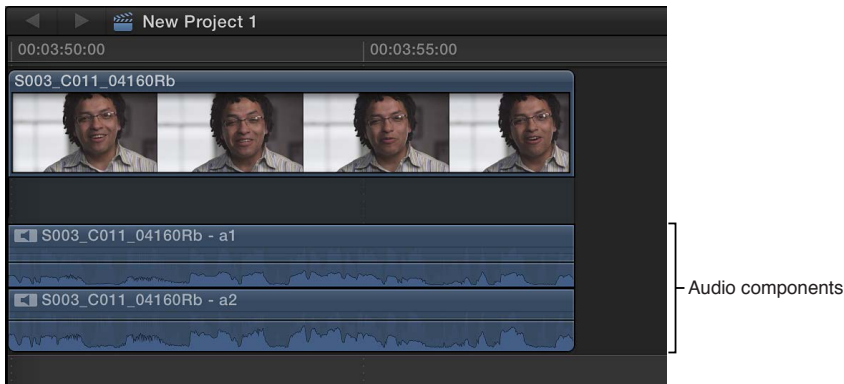 New Project 1
00:03:50:00
00:03:55:00
S003_C011_04160Rb
S003_C011_04160Rb - a1
S003_C011_04160Rb - a2
Audio components